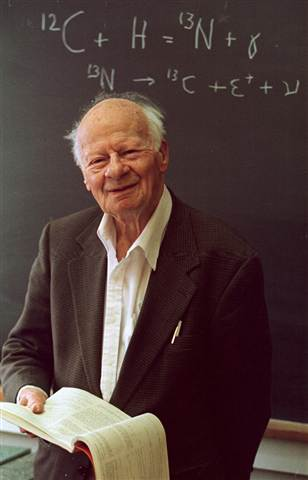 ¹²C + H = ¹³N + γ
¹³N → ¹³C + ε⁺ + ν